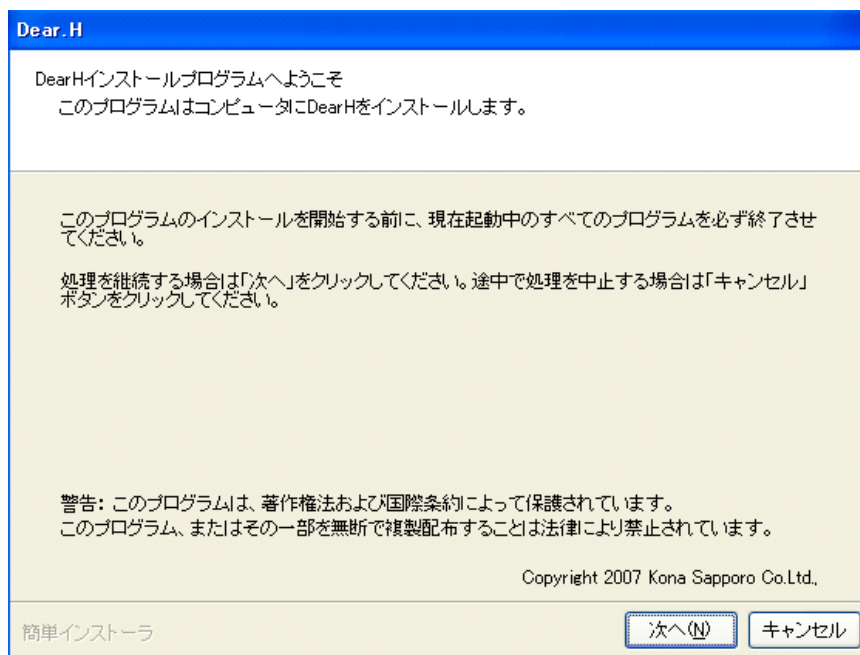 Dear.H
DearHインストールプログラムへようこそ
このプログラムはコンピュータにDearHをインストールします。
このプログラムのインストールを開始する前に、現在起動中のすべてのプログラムを必ず終了させ
てください。
処理を継続する場合は「次へ」をクリックしてください。途中で処理を中止する場合は「キャンセル」
ボタンをクリックしてください。
警告: このプログラムは、著作権法および国際条約によって保護されています。
このプログラム、またはその一部を無断で複製配布することは法律により禁止されています。
Copyright 2007 Kona Sapporo Co.Ltd.,
簡単インストーラ
次へ(N)
キャンセル